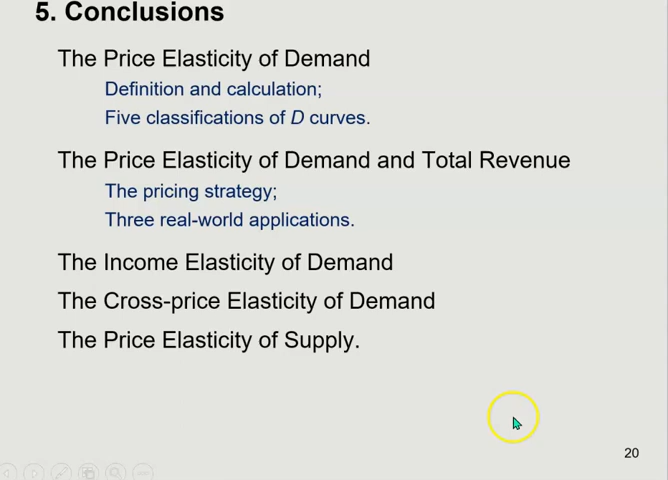 5. Conclusions
The Price Elasticity of Demand
Definition and calculation;
Five classifications of D curves.
The Price Elasticity of Demand and Total Revenue
The pricing strategy;
Three real-world applications.
The Income Elasticity of Demand
The Cross-price Elasticity of Demand
The Price Elasticity of Supply.
20